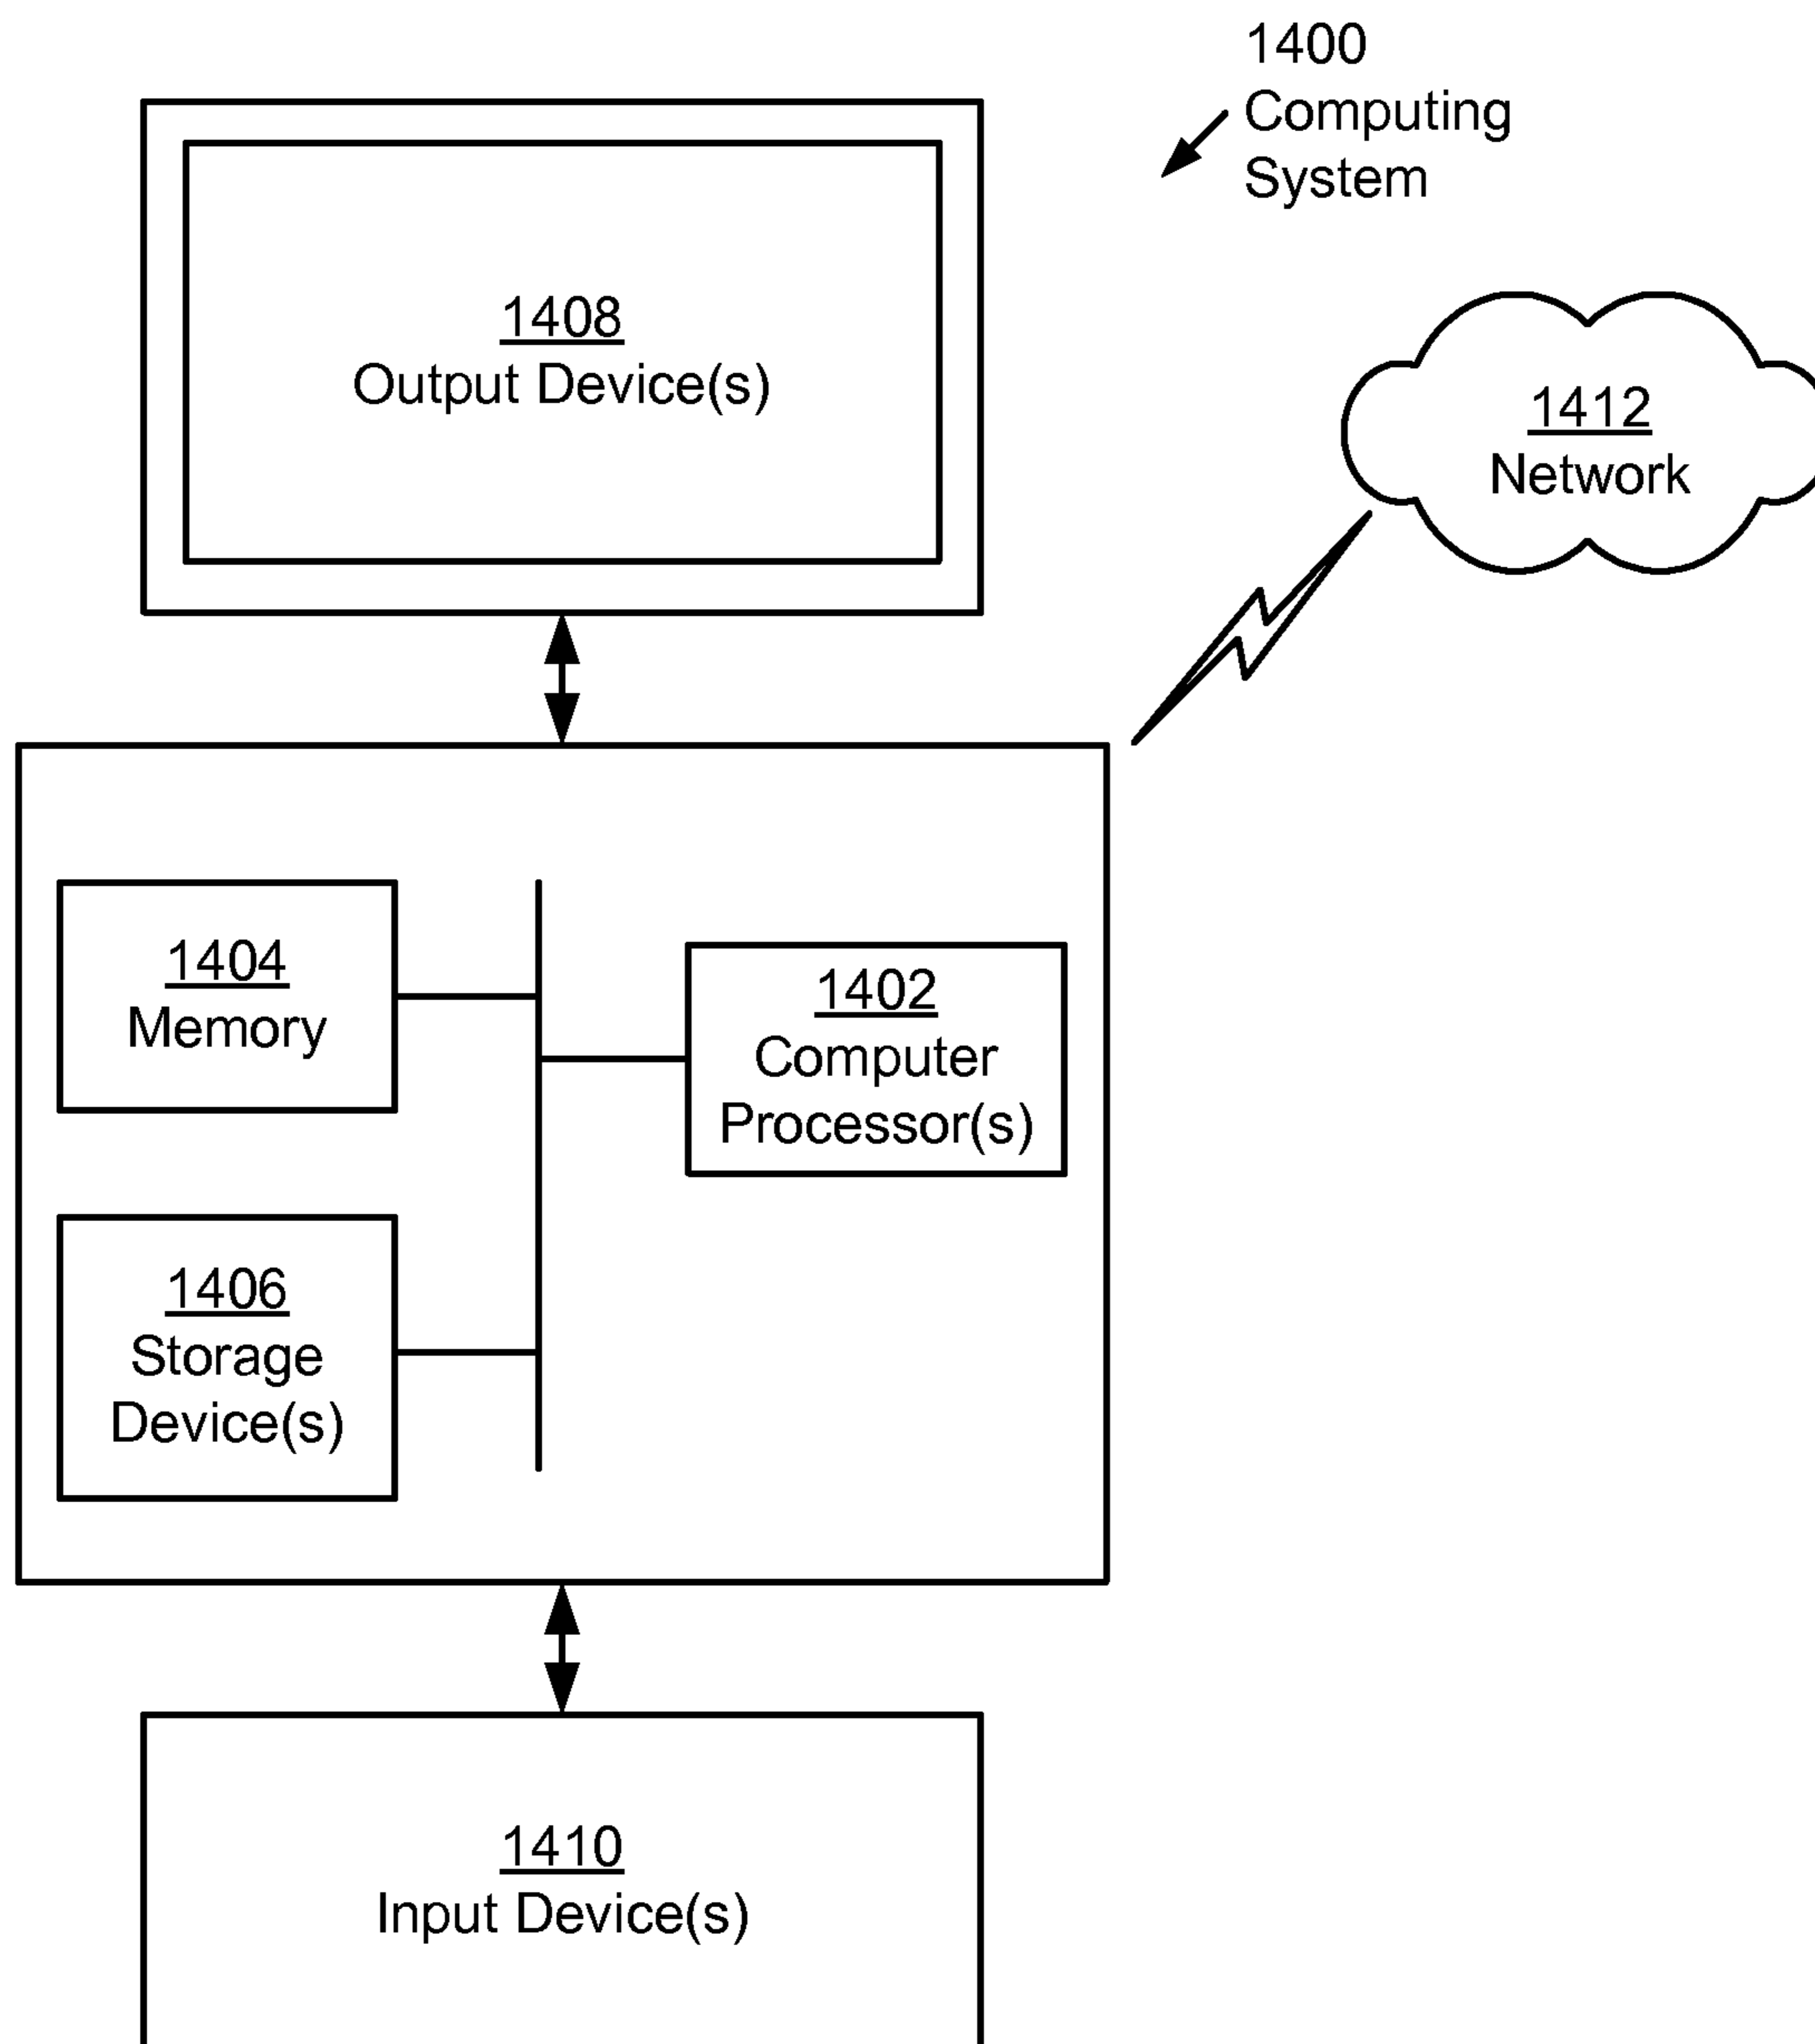 1400
Computing
System
1408
Output Device(s)
1412
Network
1404
Memory
1402
Computer
Processor(s)
1406
Storage
Device(s)
1410
Input Device(s)